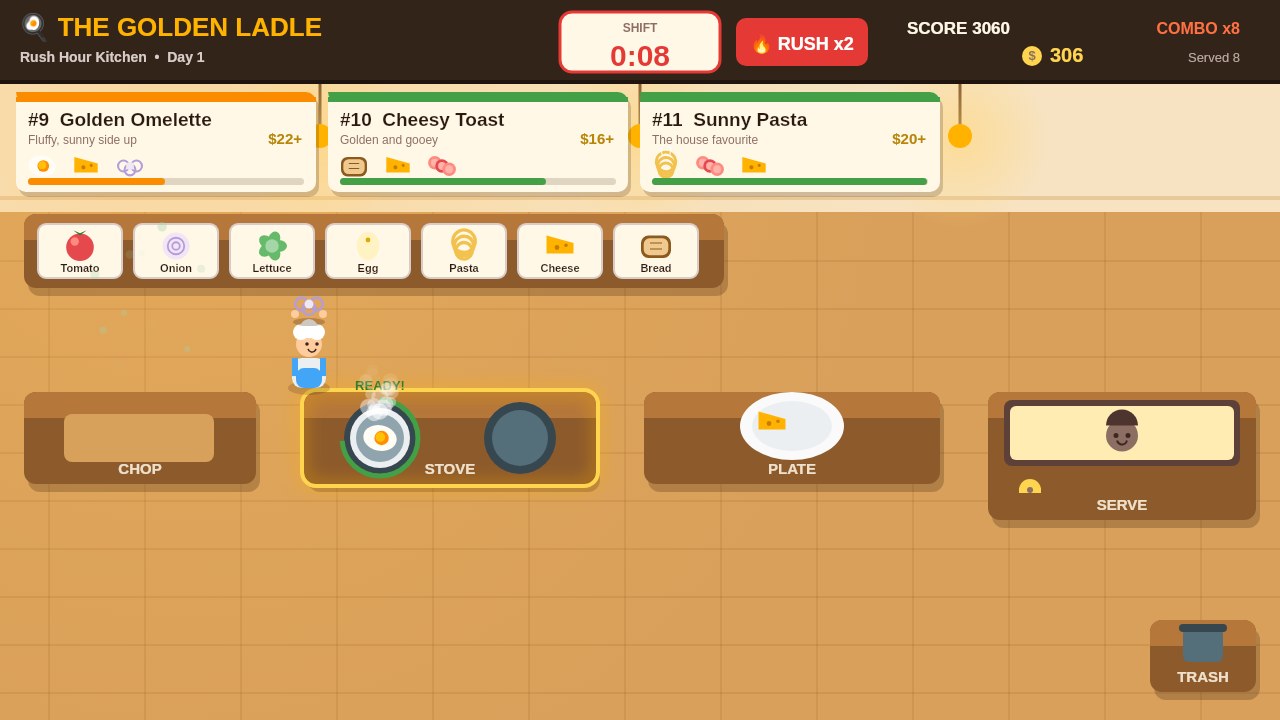 THE GOLDEN LADLE
Rush Hour Kitchen • Day 1
SHIFT
0:08
RUSH x2
SCORE 3060
$ 306
COMBO x8
Served 8
#9 Golden Omelette
Fluffy, sunny side up
$22+
#10 Cheesy Toast
Golden and gooey
$16+
#11 Sunny Pasta
The house favourite
$20+
Tomato
Onion
Lettuce
Egg
Pasta
Cheese
Bread
READY!
CHOP
STOVE
PLATE
SERVE
TRASH